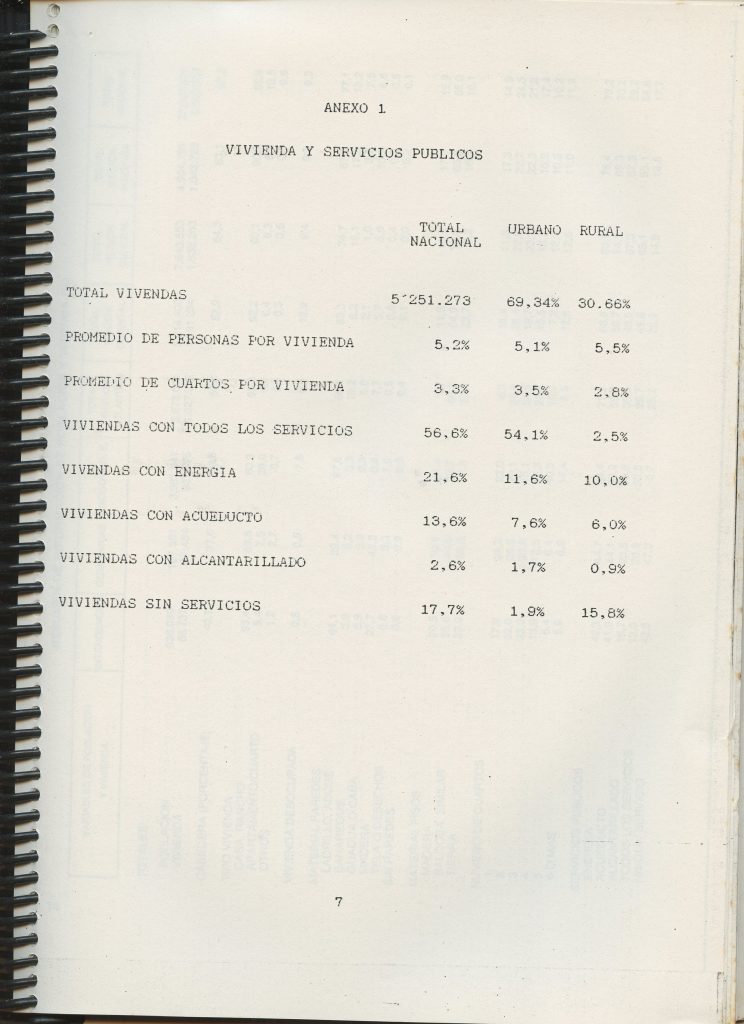 ANEXO 1
VIVIENDA Y SERVICIOS PUBLICOS
TOTAL NACIONAL URBANO RURAL
TOTAL VIVENDAS 5´251.273 69,34% 30.66%
PROMEDIO DE PERSONAS POR VIVIENDA 5,2% 5,1% 5,5%
PROMEDIO DE CUARTOS POR VIVIENDA 3,3% 3,5% 2,8%
VIVIENDAS CON TODOS LOS SERVICIOS 56,6% 54,1% 2,5%
VIVENDAS CON ENERGIA 21,6% 11,6% 10,0%
VIVIENDAS CON ACUEDUCTO 13,6% 7,6% 6,0%
VIVIENDAS CON ALCANTARILLADO 2,6% 1,7% 0,9%
VIVIENDAS SIN SERVICIOS 17,7% 1,9% 15,8%
7